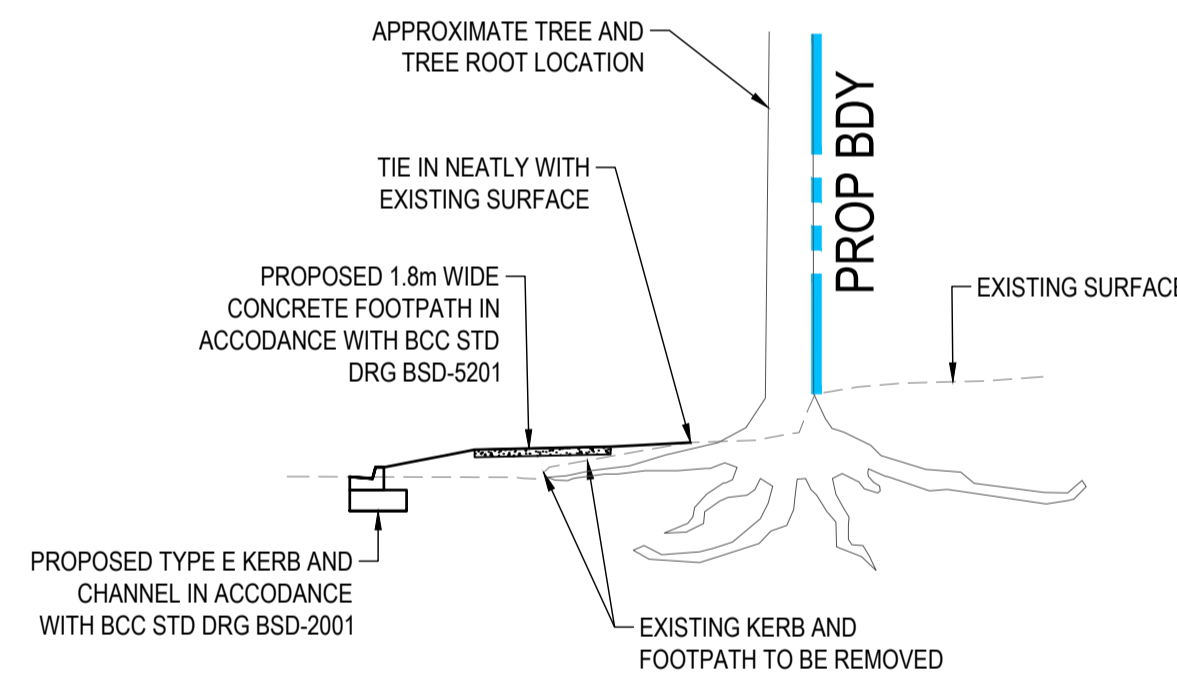 APPROXIMATE TREE AND
TREE ROOT LOCATION
TIE IN NEATLY WITH
EXISTING SURFACE
PROP BDY
PROPOSED 1.8m WIDE
CONCRETE FOOTPATH IN
ACCODANCE WITH BCC STD
DRG BSD-5201
EXISTING SURFACE
PROPOSED TYPE E KERB AND
CHANNEL IN ACCODANCE
WITH BCC STD DRG BSD-2001
EXISTING KERB AND
FOOTPATH TO BE REMOVED